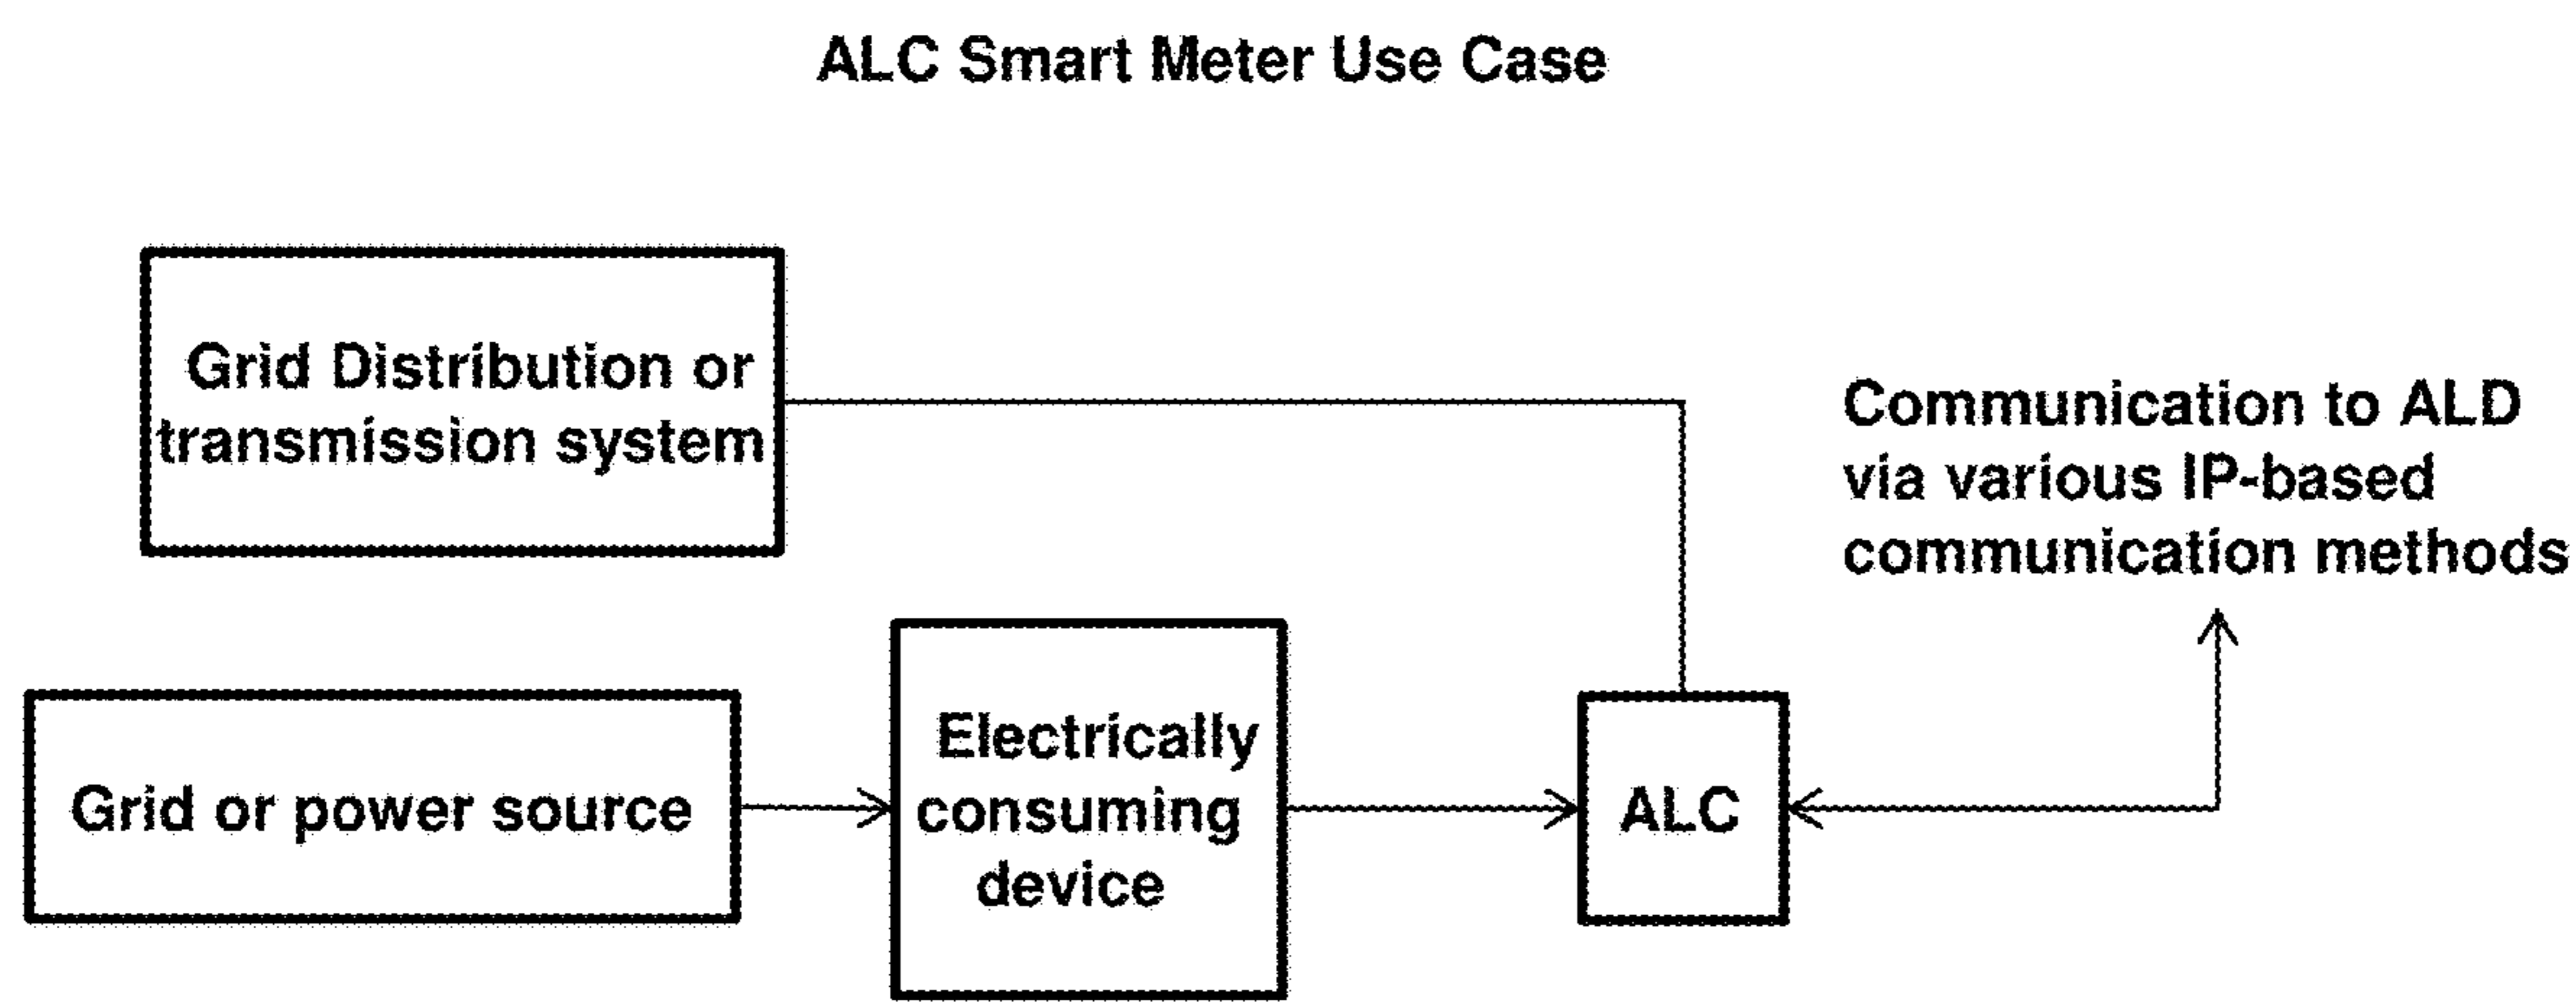 ALC Smart Meter Use Case
Grid Distribution or
transmission system
Communication to ALD
via various IP-based
communication methods
Grid or power source
Electrically
consuming
device
ALC